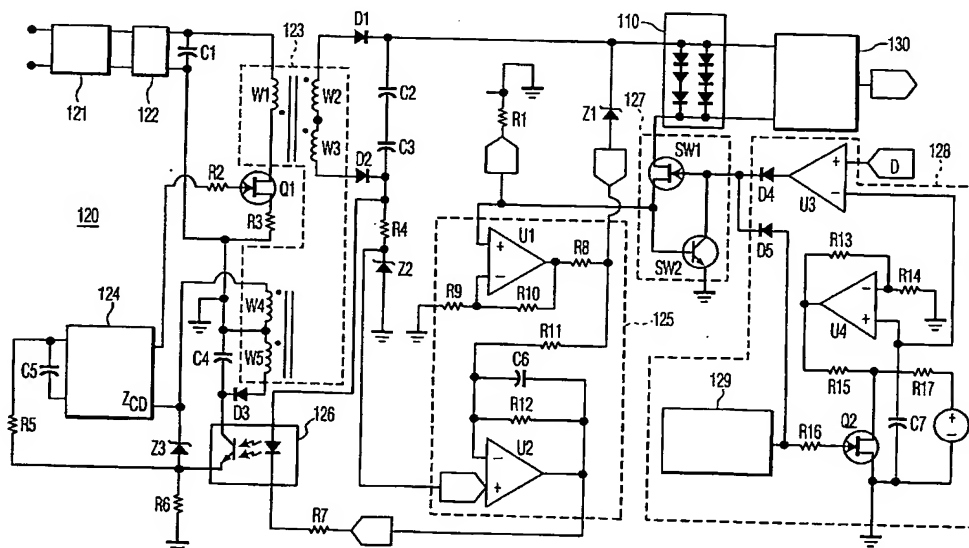 D1
110
123
130
C1
121
122
W1
W2
C2
127
R1
Z1
W3
C3
SW1
D
128
D2
D4
U3
R2
Q1
R3
120
R4
U1
R8
D5
SW2
R13
R14
Z2
R9
R10
U4
124
W4
125
R11
C4
W5
C6
R15
R17
C5
ZCD
129
R5
D3
R12
Q2
C7
126
R16
Z3
U2
R6
R7